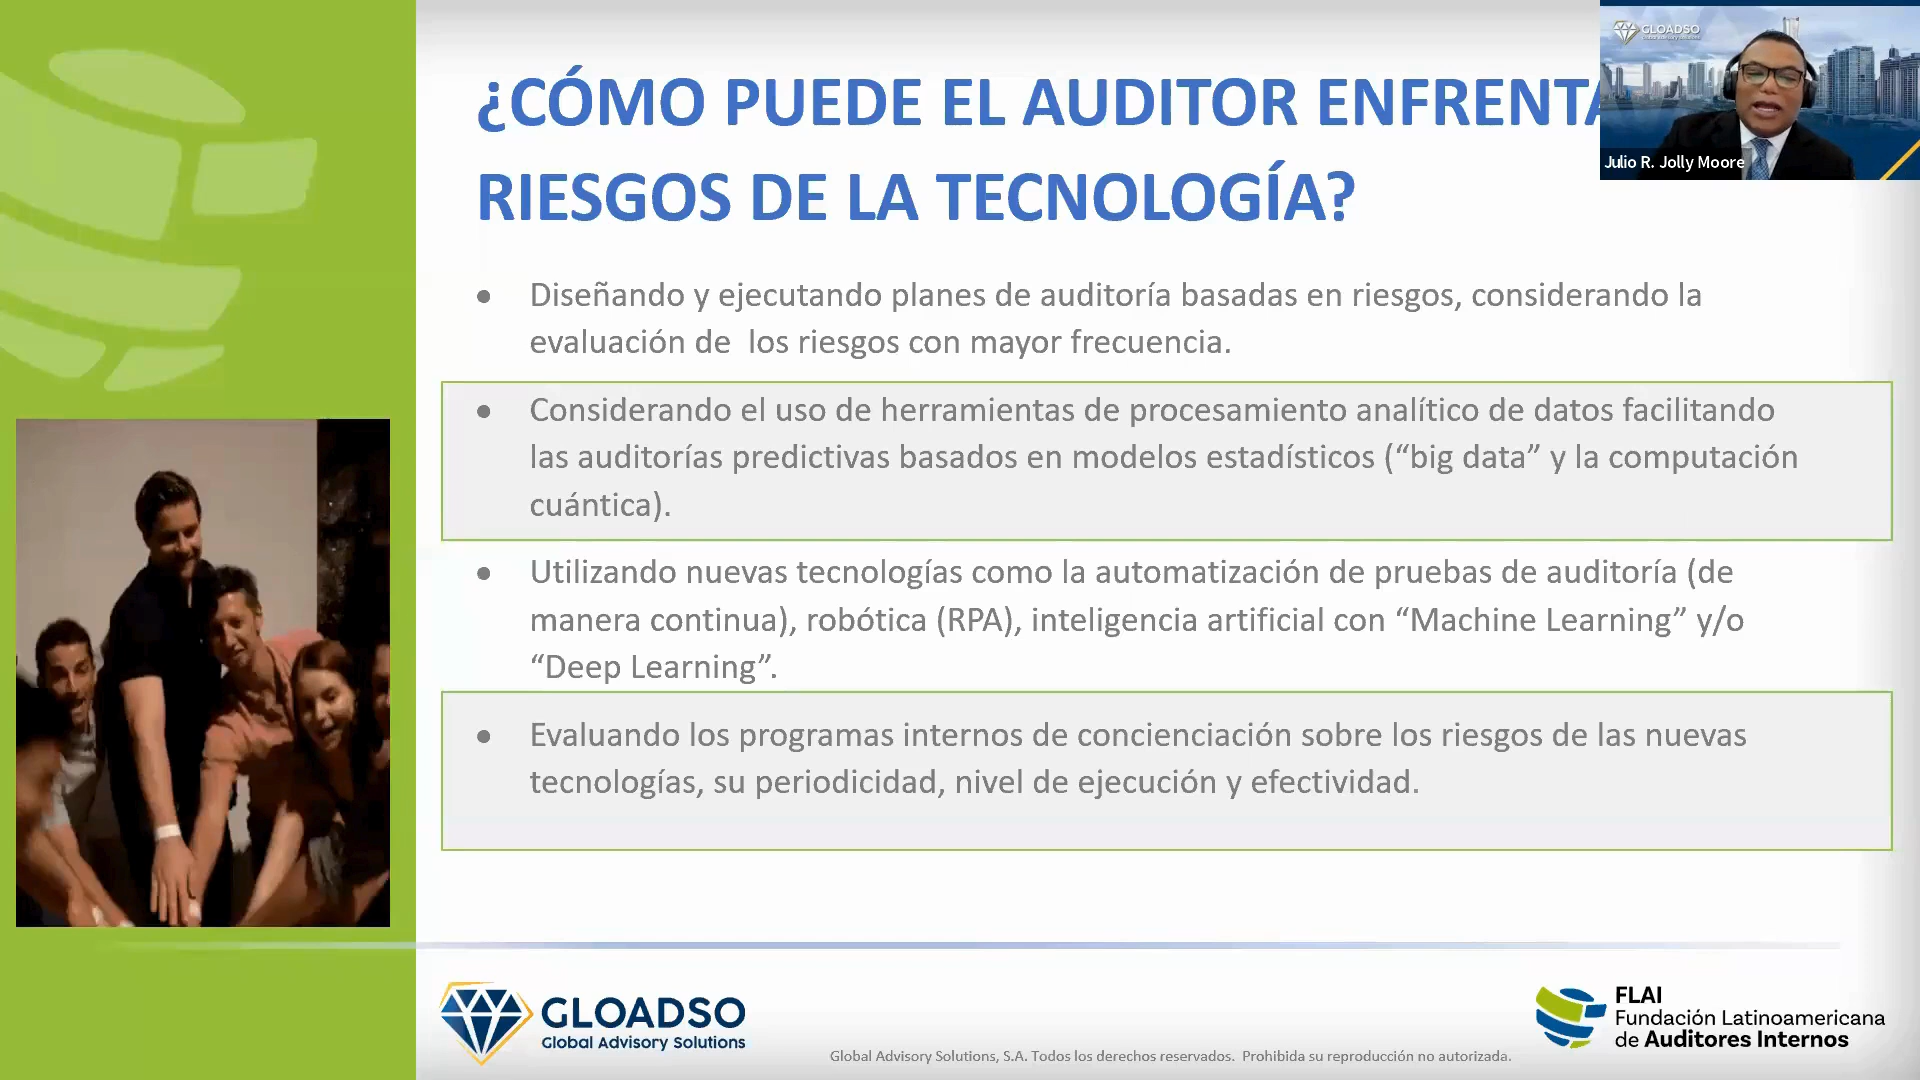 ¿CÓMO PUEDE EL AUDITOR
RIESGOS DE LA TECNOLOGÍA?
GLOADSO
Julio R. Jolly Moore
• Diseñando y ejecutando planes de auditoría basadas en riesgos, considerando la
evaluación de los riesgos con mayor frecuencia.
• Considerando el uso de herramientas de procesamiento analítico de datos facilitando
las auditorías predictivas basados en modelos estadísticos (“big data” y la computación
cuántica).
• Utilizando nuevas tecnologías como la automatización de pruebas de auditoría (de
manera continua), robótica (RPA), inteligencia artificial con “Machine Learning” y/o
“Deep Learning”.
• Evaluando los programas internos de concienciación sobre los riesgos de las nuevas
tecnologías, su periodicidad, nivel de ejecución y efectividad.
GLOADSO
Global Advisory Solutions
Global Advisory Solutions, S.A. Todos los derechos reservados. Prohibida su reproducción no autorizada.
FLAI
Fundación Latinoamericana
de Auditores Internos